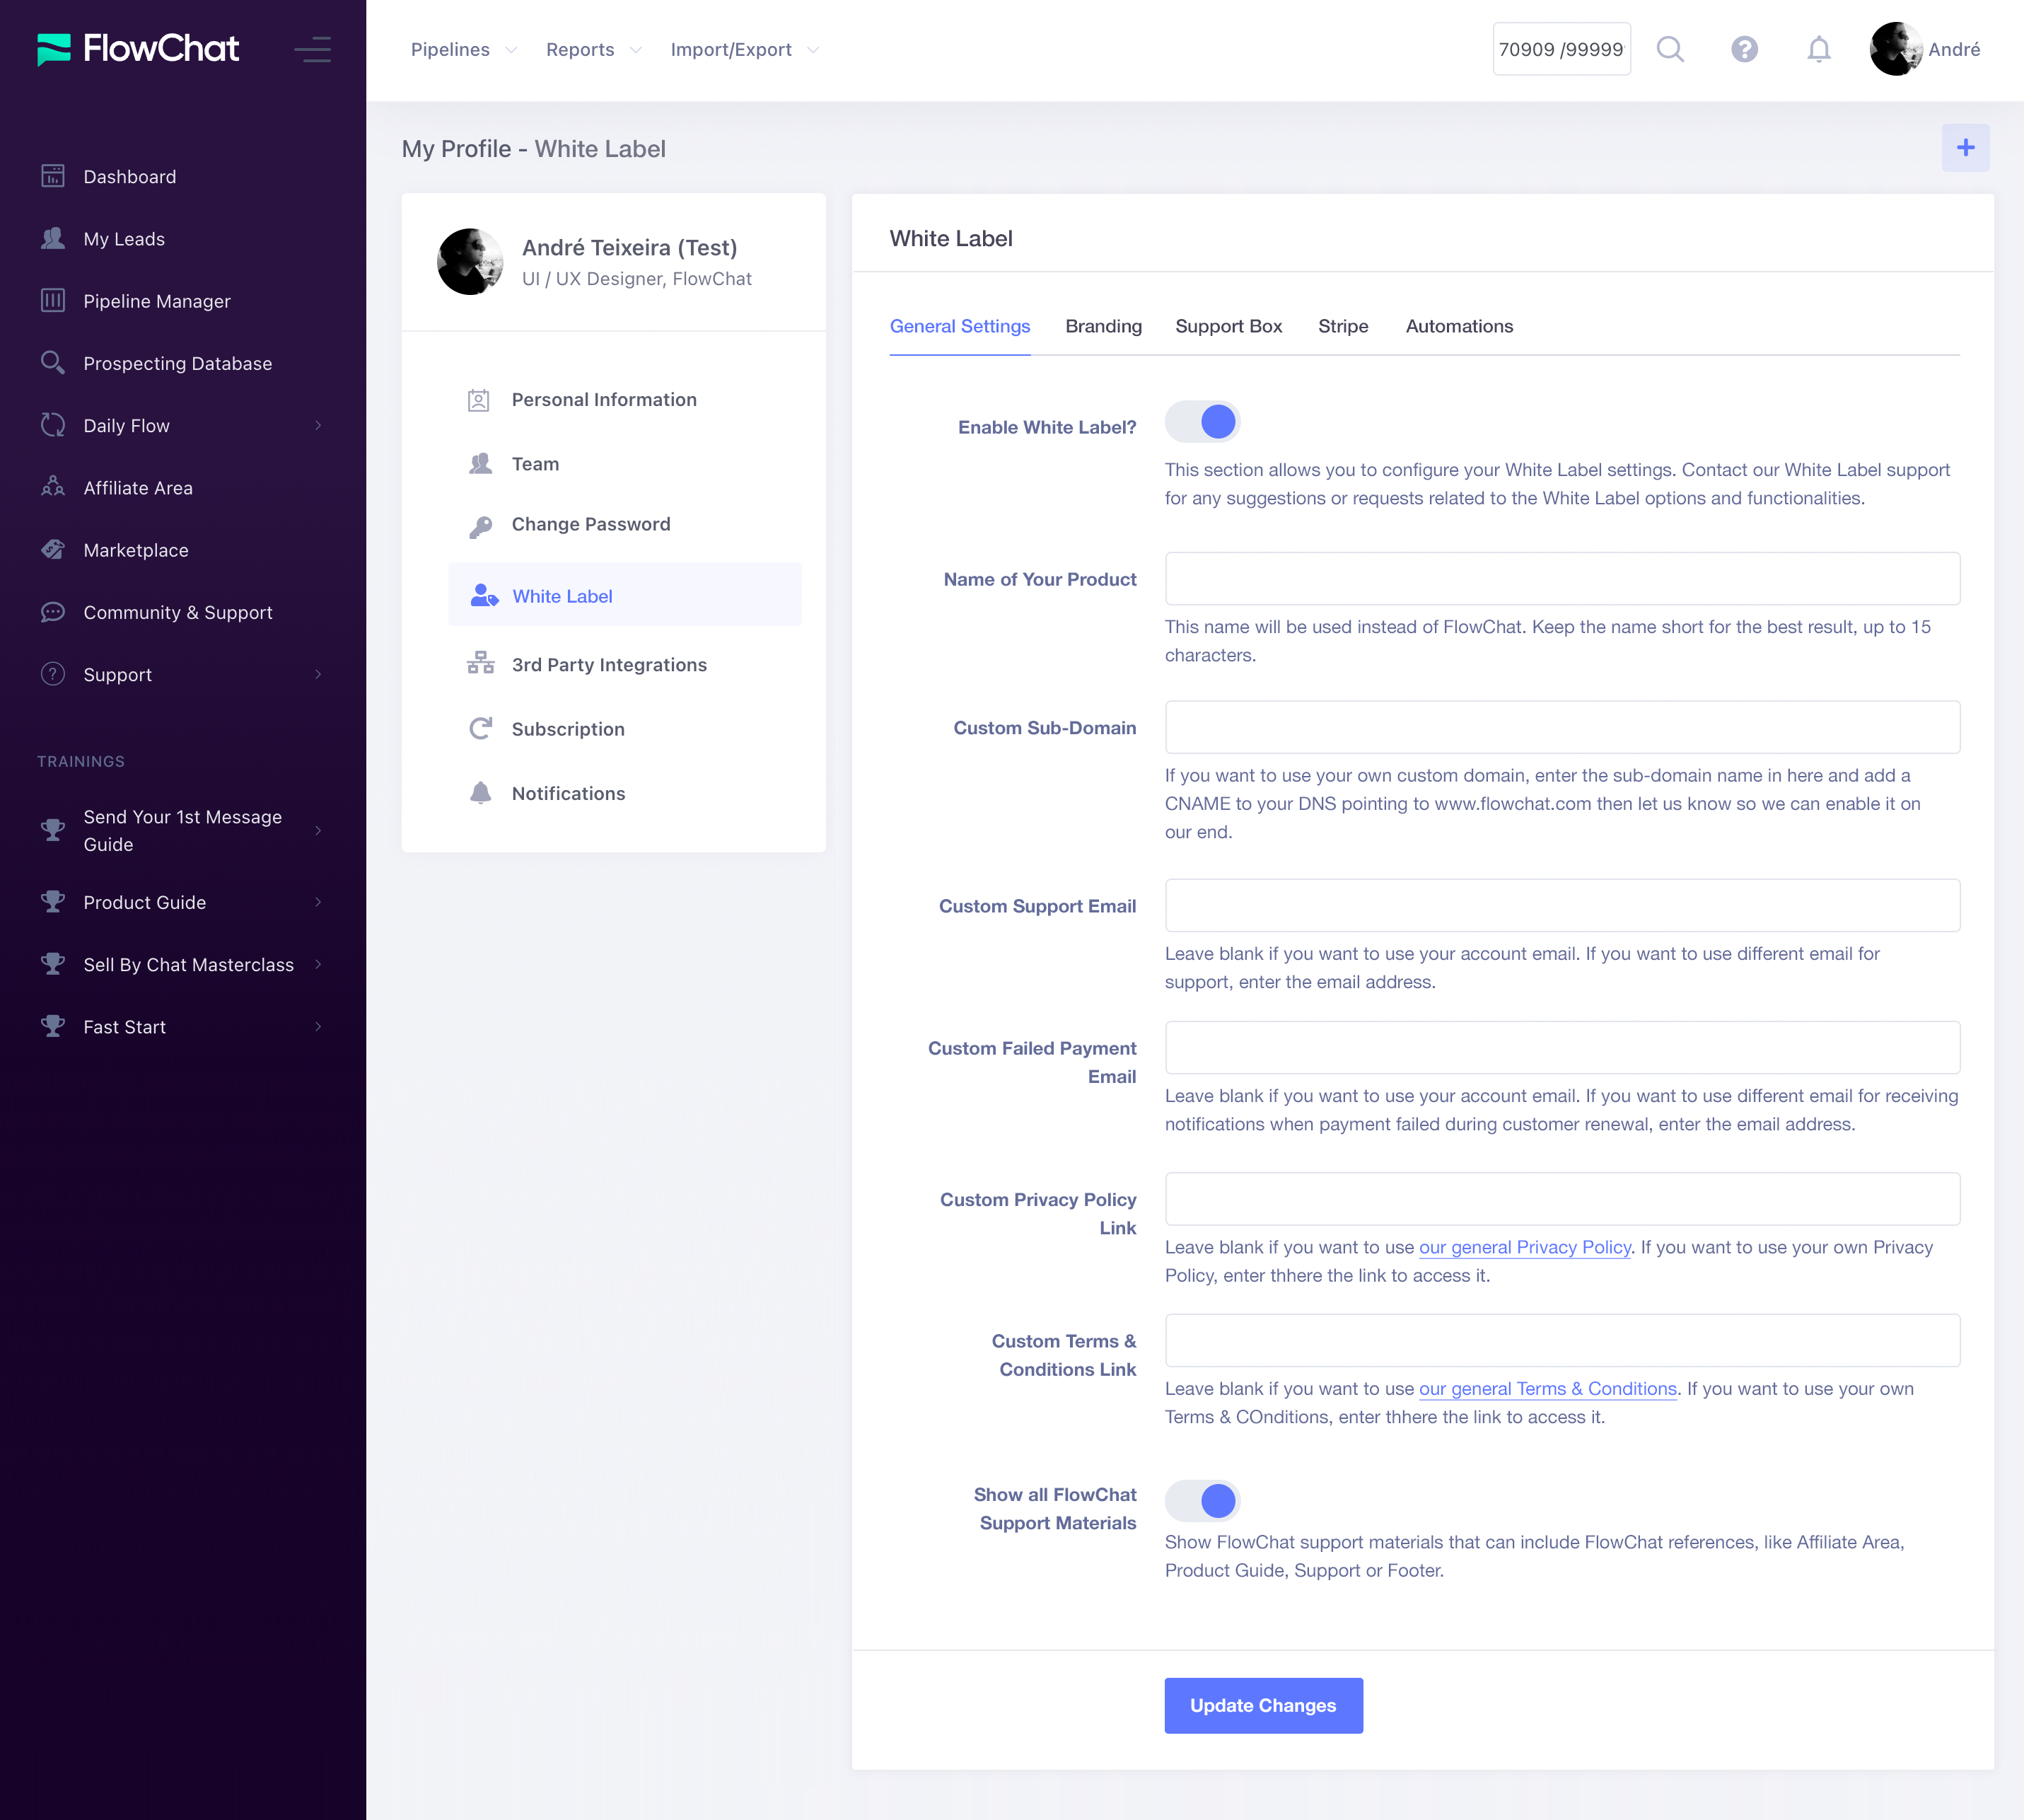 FlowChat
Pipelines
Reports
Import/Export
70909 /99999
André
Dashboard
My Leads
Pipeline Manager
Prospecting Database
Daily Flow
Affiliate Area
Marketplace
Community & Support
Support
TRAININGS
Send Your 1st Message
Guide
Product Guide
Sell By Chat Masterclass
Fast Start
My Profile - White Label
André Teixeira (Test)
UI / UX Designer, FlowChat
Personal Information
Team
Change Password
White Label
3rd Party Integrations
Subscription
Notifications
White Label
General Settings
Branding
Support Box
Stripe
Automations
Enable White Label?
This section allows you to configure your White Label settings. Contact our White Label support
for any suggestions or requests related to the White Label options and functionalities.
Name of Your Product
This name will be used instead of FlowChat. Keep the name short for the best result, up to 15
characters.
Custom Sub-Domain
If you want to use your own custom domain, enter the sub-domain name in here and add a
CNAME to your DNS pointing to www.flowchat.com then let us know so we can enable it on
our end.
Custom Support Email
Leave blank if you want to use your account email. If you want to use different email for
support, enter the email address.
Custom Failed Payment
Email
Leave blank if you want to use your account email. If you want to use different email for receiving
notifications when payment failed during customer renewal, enter the email address.
Custom Privacy Policy
Link
Leave blank if you want to use our general Privacy Policy. If you want to use your own Privacy
Policy, enter thhere the link to access it.
Custom Terms &
Conditions Link
Leave blank if you want to use our general Terms & Conditions. If you want to use your own
Terms & COnditions, enter thhere the link to access it.
Show all FlowChat
Support Materials
Show FlowChat support materials that can include FlowChat references, like Affiliate Area,
Product Guide, Support or Footer.
Update Changes